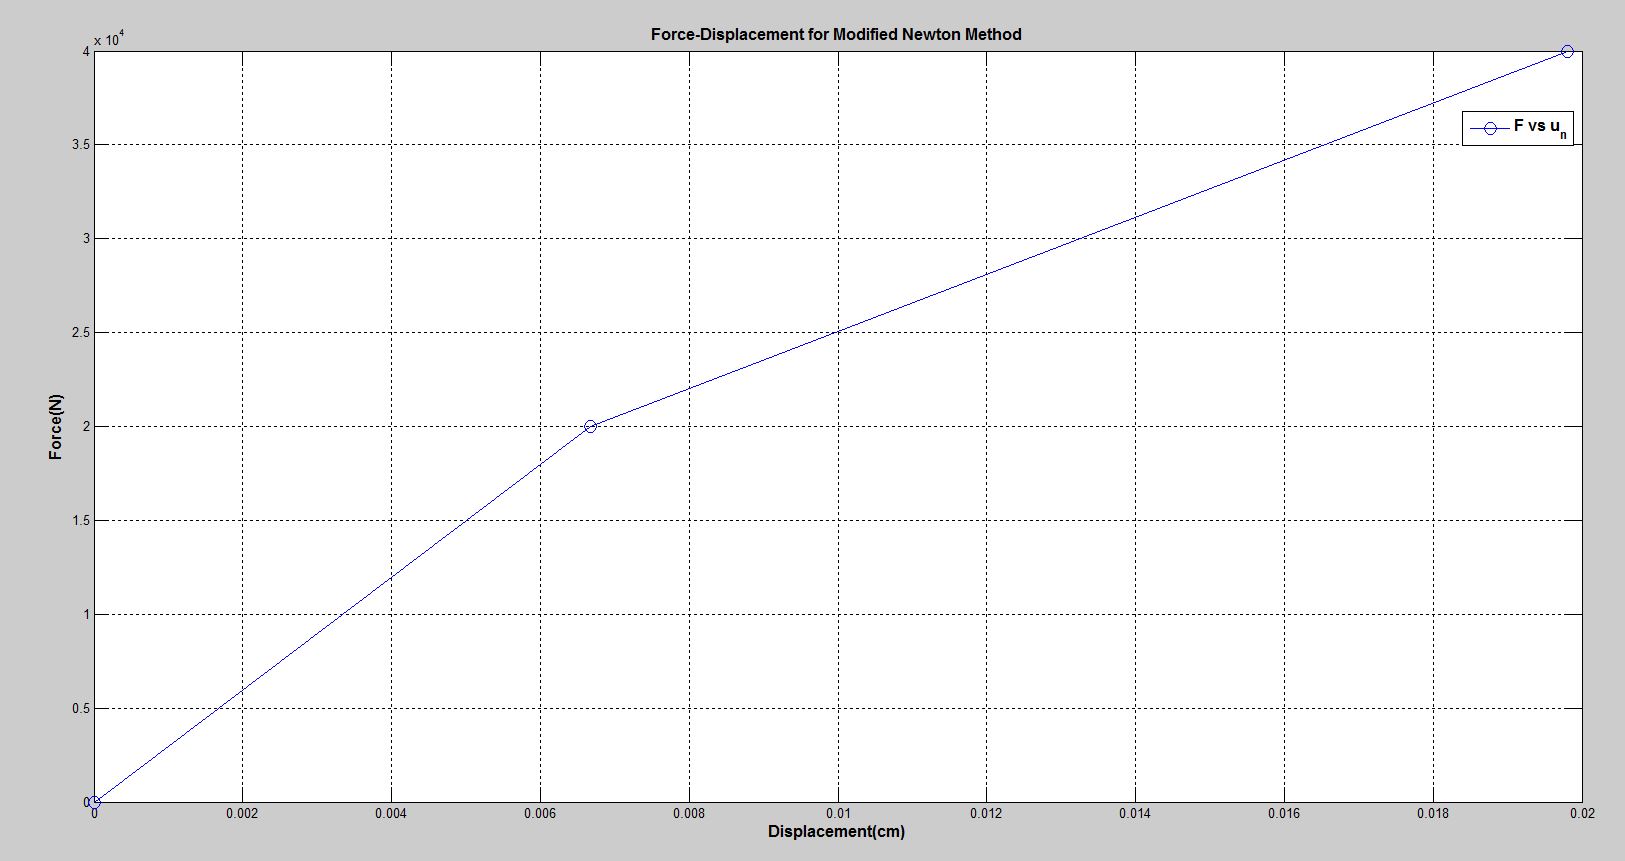 Force-Displacement for Modified Newton Method
x 10^4
4
3.5
3
2.5
2
1.5
1
0.5
0
Force(N)
F vs u_n
0 0.002 0.004 0.006 0.008 0.01 0.012 0.014 0.016 0.018 0.02
Displacement(cm)